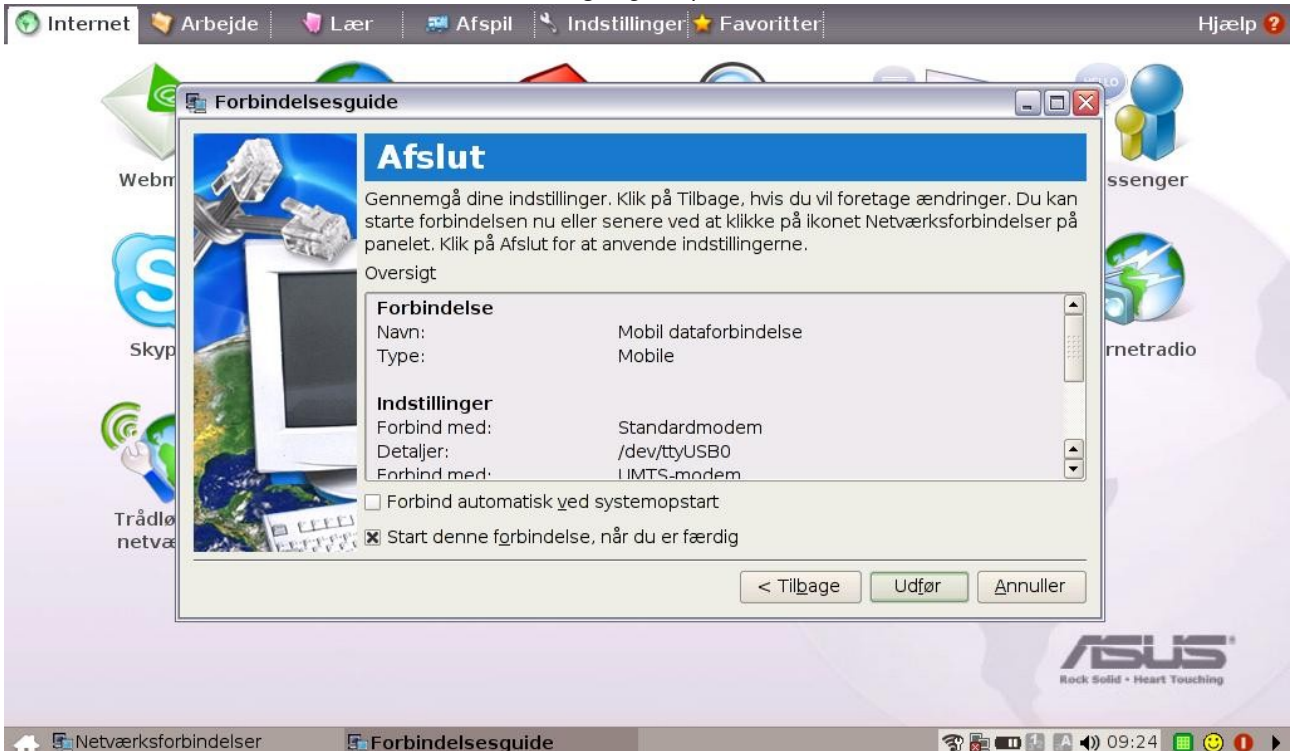 Internet
Arbejde
Lær
Afspil
Indstillinger
Favoritter
Hjælp
HELLO
Forbindelsesguide
Afslut
Gennemgå dine indstillinger. Klik på Tilbage, hvis du vil foretage ændringer. Du kan
starte forbindelsen nu eller senere ved at klikke på ikonet Netværksforbindelser på
panelet. Klik på Afslut for at anvende indstillingerne.
Oversigt
Forbindelse
Navn: Mobil dataforbindelse
Type: Mobile
Indstillinger
Forbind med: Standardmodem
Detaljer: /dev/ttyUSB0
Forbind med: UMTS-modem
Forbind automatisk ved systemopstart
Start denne forbindelse, når du er færdig
< Tilbage
Udfør
Annuller
Webm
ssenger
Skyp
rnetradio
Trådlø
netvæ
ASUS
Rock Solid • Heart Touching
Netværksforbindelser
Forbindelsesguide
09:24